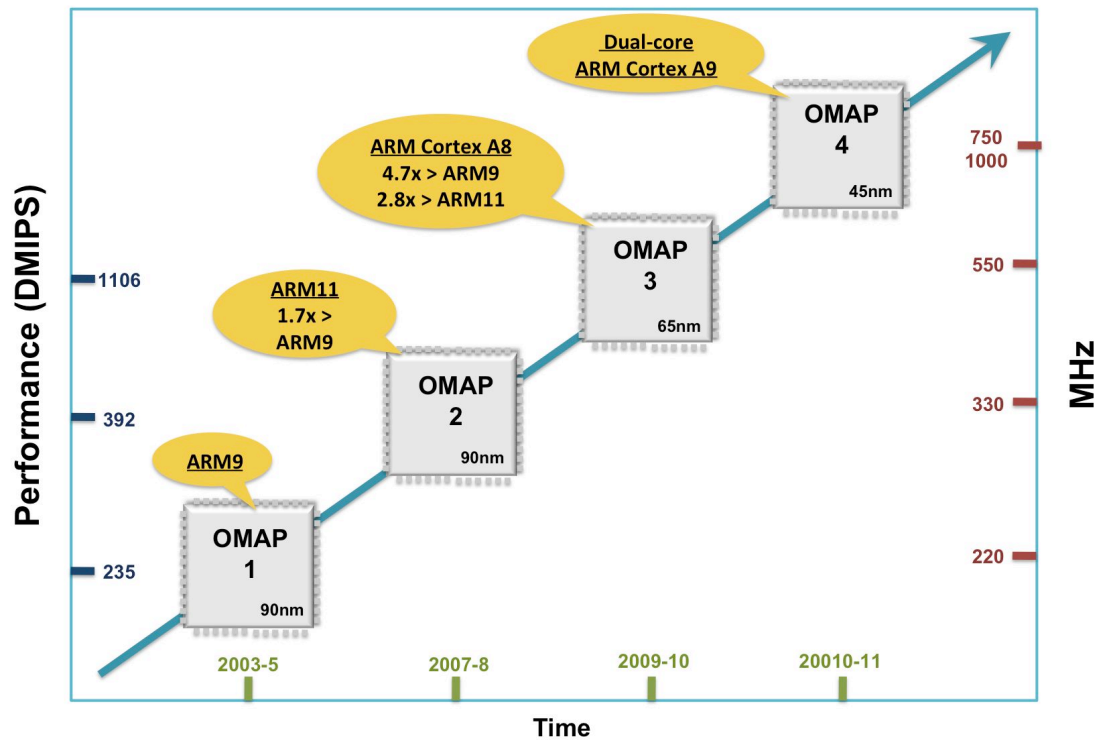 Dual-core
ARM Cortex A9
OMAP
4
45nm
ARM Cortex A8
4.7x > ARM9
2.8x > ARM11
OMAP
3
65nm
ARM11
1.7x >
ARM9
OMAP
2
90nm
ARM9
OMAP
1
90nm
Performance (DMIPS)
1106
392
235
750
1000
550
330
220
MHz
2003-5
2007-8
2009-10
20010-11
Time